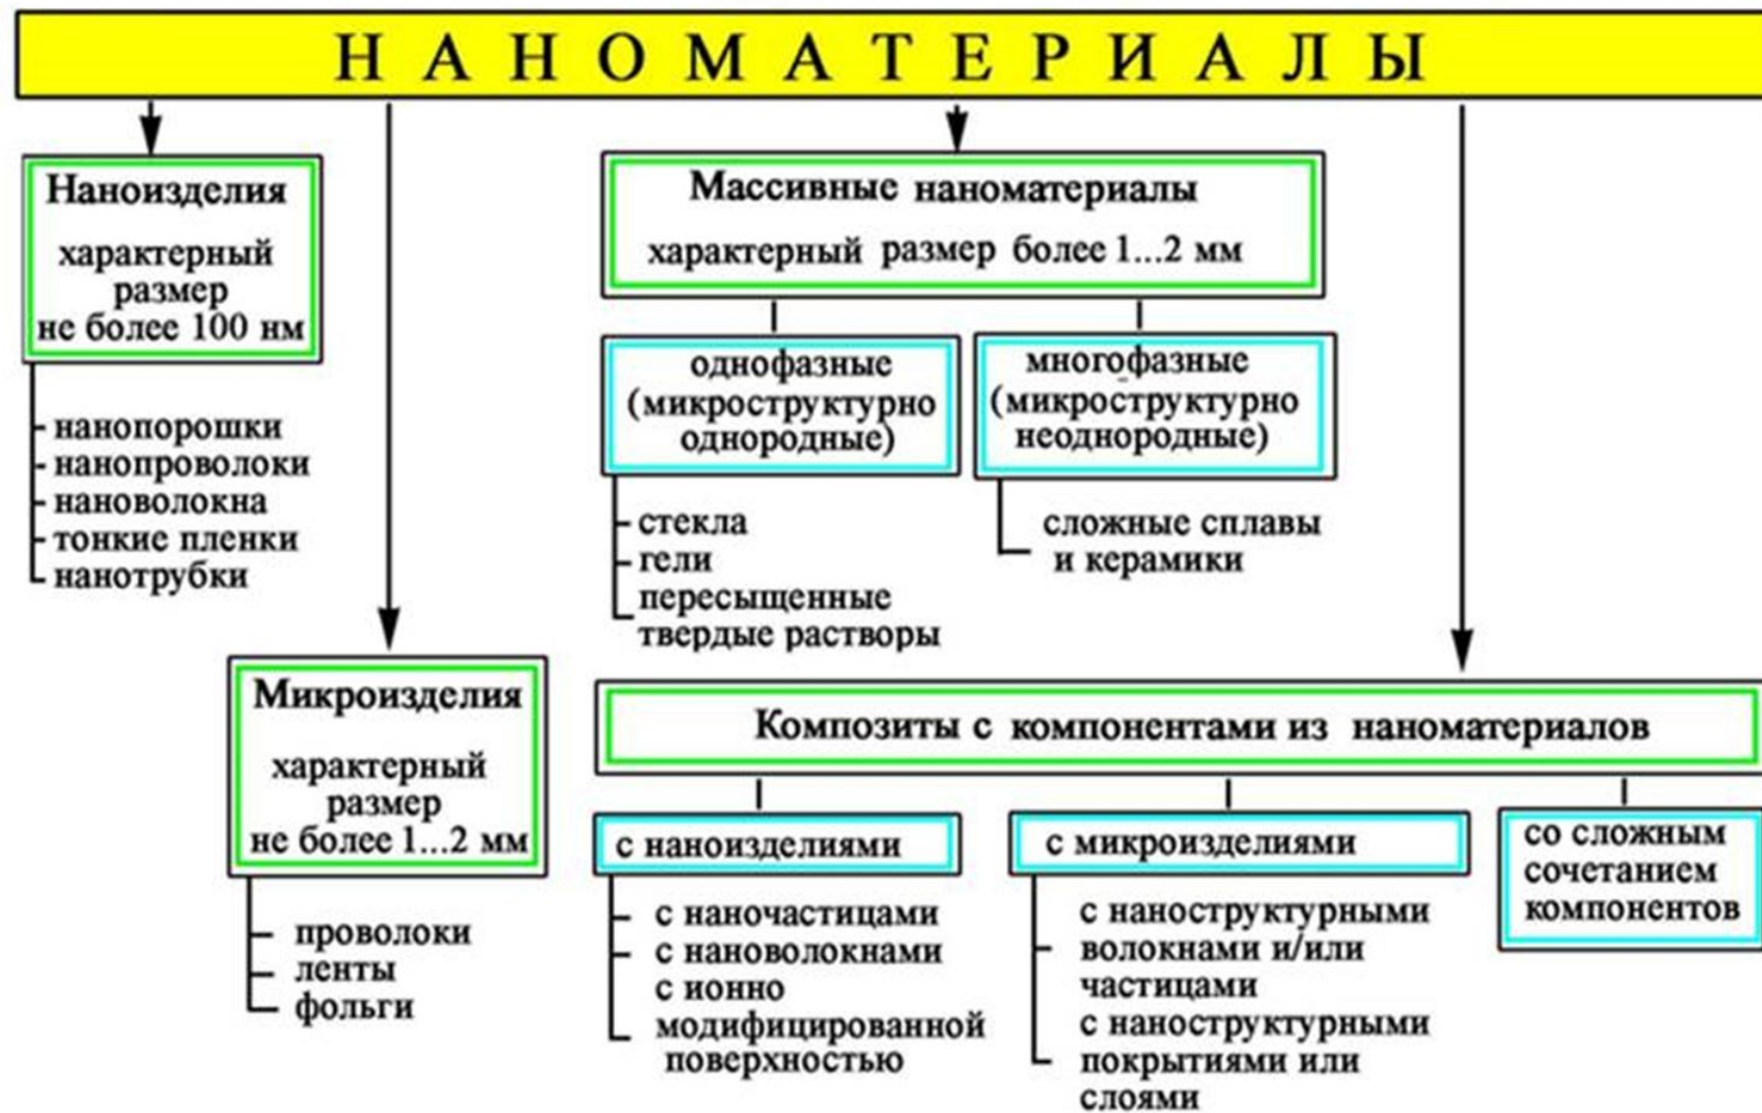 НАНОМАТЕРИАЛЫ
Наноизделия
характерный
размер
не более 100 нм
нанопорошки
нанопроволоки
нановолокна
тонкие пленки
нанотрубки
Микроизделия
характерный
размер
не более 1...2 мм
проволоки
ленты
фольги
Массивные наноматериалы
характерный размер более 1...2 мм
однофазные
(микроструктурно
однородные)
стекла
гели
пересыщенные
твердые растворы
многофазные
(микроструктурно
неоднородные)
сложные сплавы
и керамики
Композиты с компонентами из наноматериалов
с наноизделиями
с наночастицами
с нановолокнами
с ионно
модифицированной
поверхностью
с микроизделиями
с наноструктурными
волокнами и/или
частицами
с наноструктурными
покрытиями или
слоями
со сложным
сочетанием
компонентов